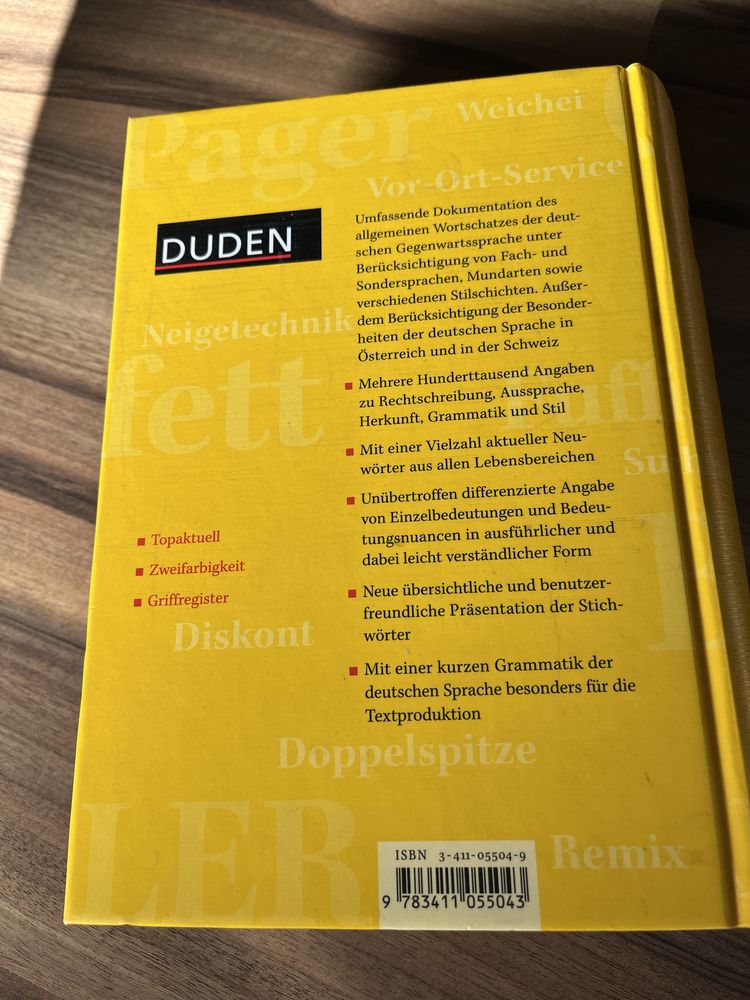 Pager
Weichei
Vor-Ort-Service
DUDEN
Umfassende Dokumentation des
allgemeinen Wortschatzes der deut-
schen Gegenwartssprache unter
Berücksichtigung von Fach- und
Sondersprachen, Mundarten sowie
verschiedenen Stilschichten. Außer-
dem Berücksichtigung der Besonder-
heiten der deutschen Sprache in
Österreich und in der Schweiz
Neigetechnik
fett
▪ Mehrere Hunderttausend Angaben
zu Rechtschreibung, Aussprache,
Herkunft, Grammatik und Stil
▪ Mit einer Vielzahl aktueller Neu-
wörter aus allen Lebensbereichen
▪ Unübertroffen differenzierte Angabe
von Einzelbedeutungen und Bedeu-
tungsnuancen in ausführlicher und
dabei leicht verständlicher Form
▪ Neue übersichtliche und benutzer-
freundliche Präsentation der Stich-
wörter
▪ Mit einer kurzen Grammatik der
deutschen Sprache besonders für die
Textproduktion
▪ Topaktuell
▪ Zweifarbigkeit
▪ Griffregister
Diskont
Doppelspitze
LER
Remix
ISBN 3-411-05504-9
9 783411 055043